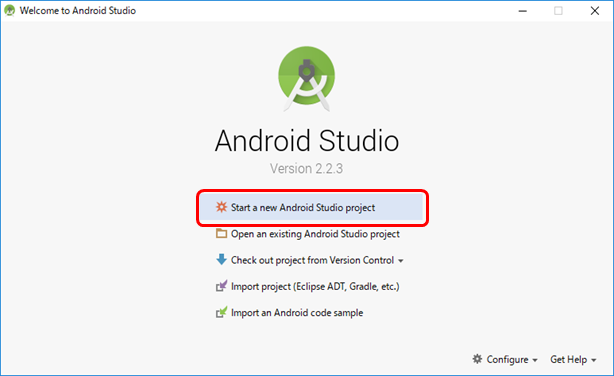 Welcome to Android Studio
Android Studio
Version 2.2.3
Start a new Android Studio project
Open an existing Android Studio project
Check out project from Version Control
Import project (Eclipse ADT, Gradle, etc.)
Import an Android code sample
Configure Get Help